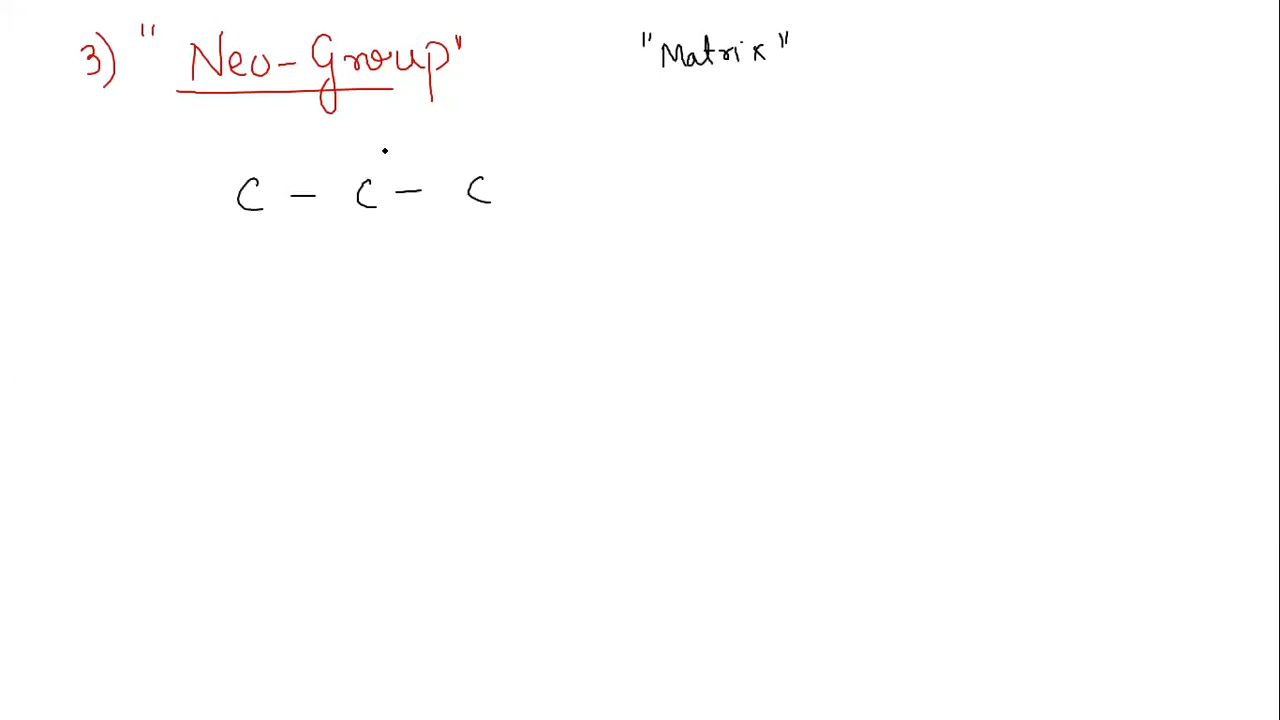 3) " Neo-Group" "Matrix"
C - C - C